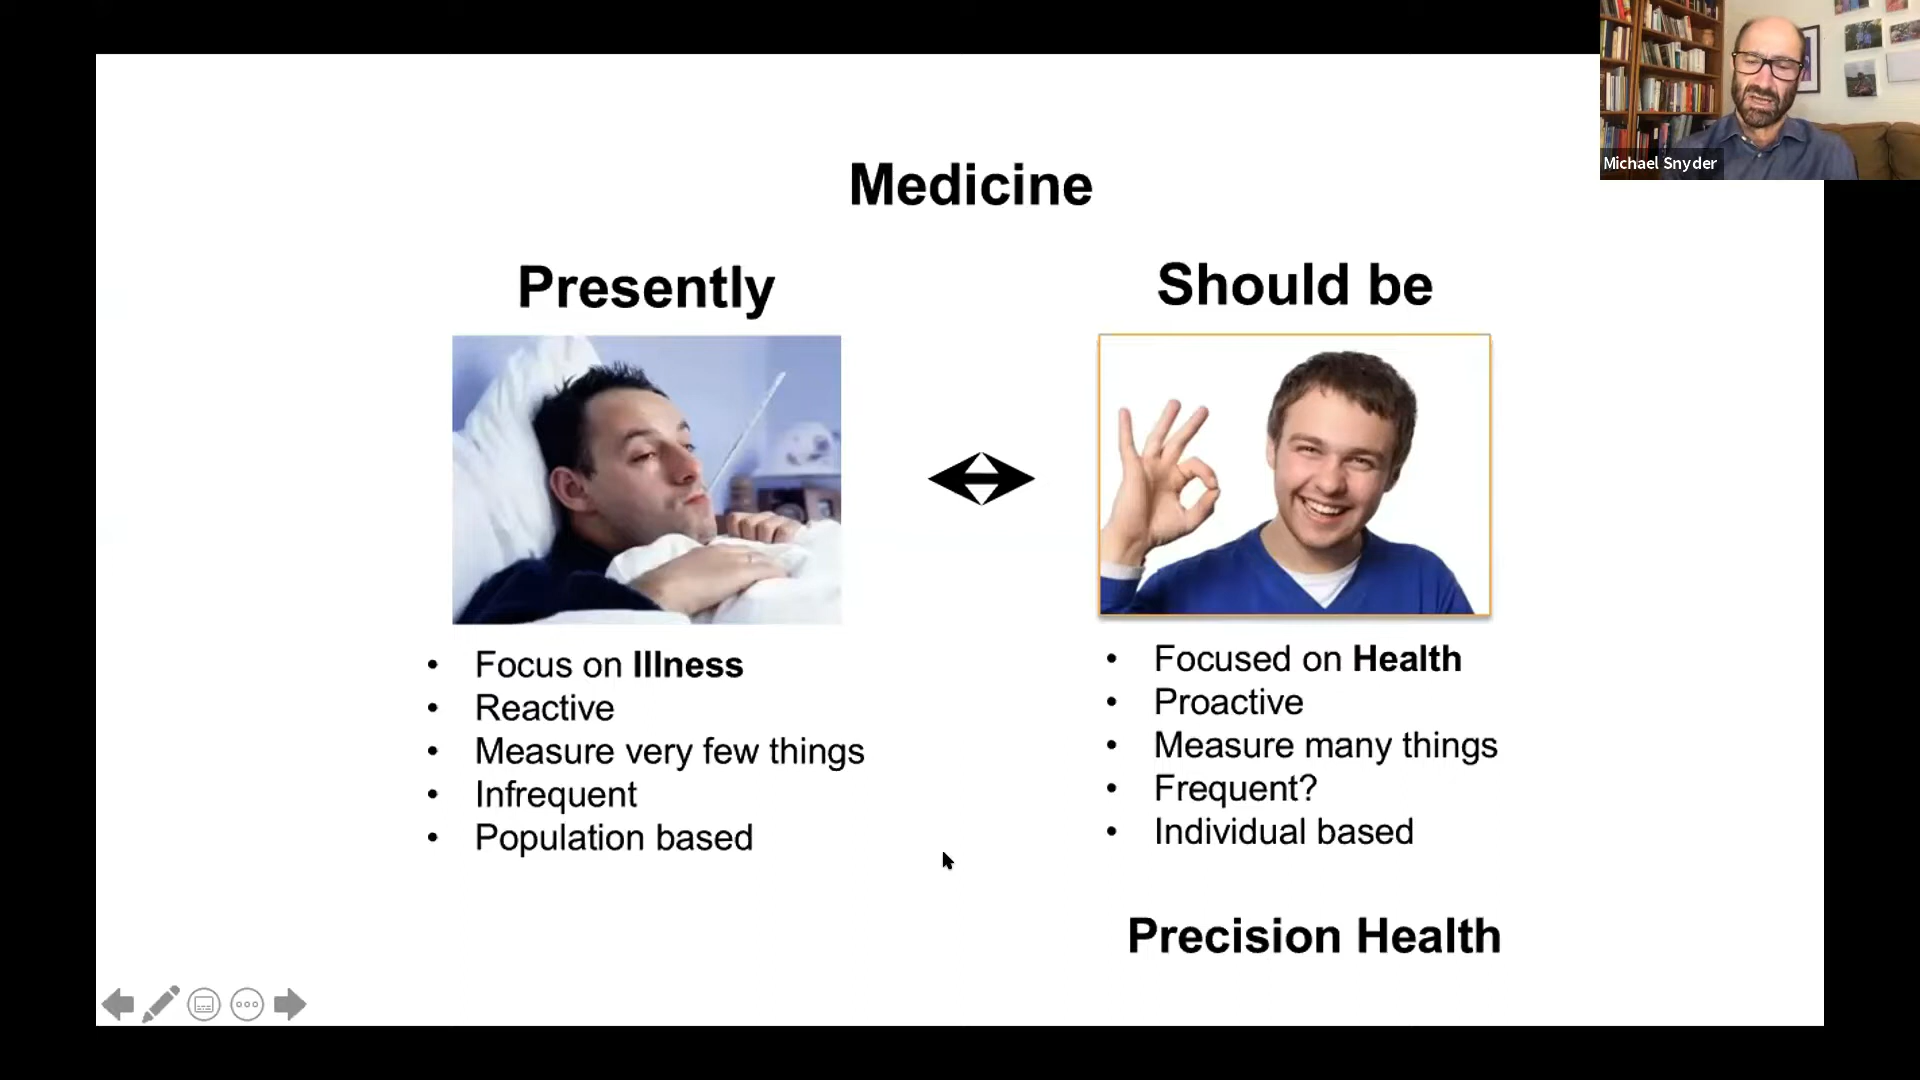 Michael Snyder
Medicine
Presently
Should be
• Focus on Illness
• Reactive
• Measure very few things
• Infrequent
• Population based
• Focused on Health
• Proactive
• Measure many things
• Frequent?
• Individual based
Precision Health